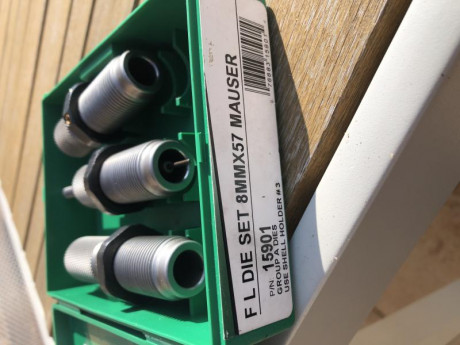 F L DIE SET 8MMX57 MAUSER
P/N 15901
GROUP A DIES
USE SHELL HOLDER #3